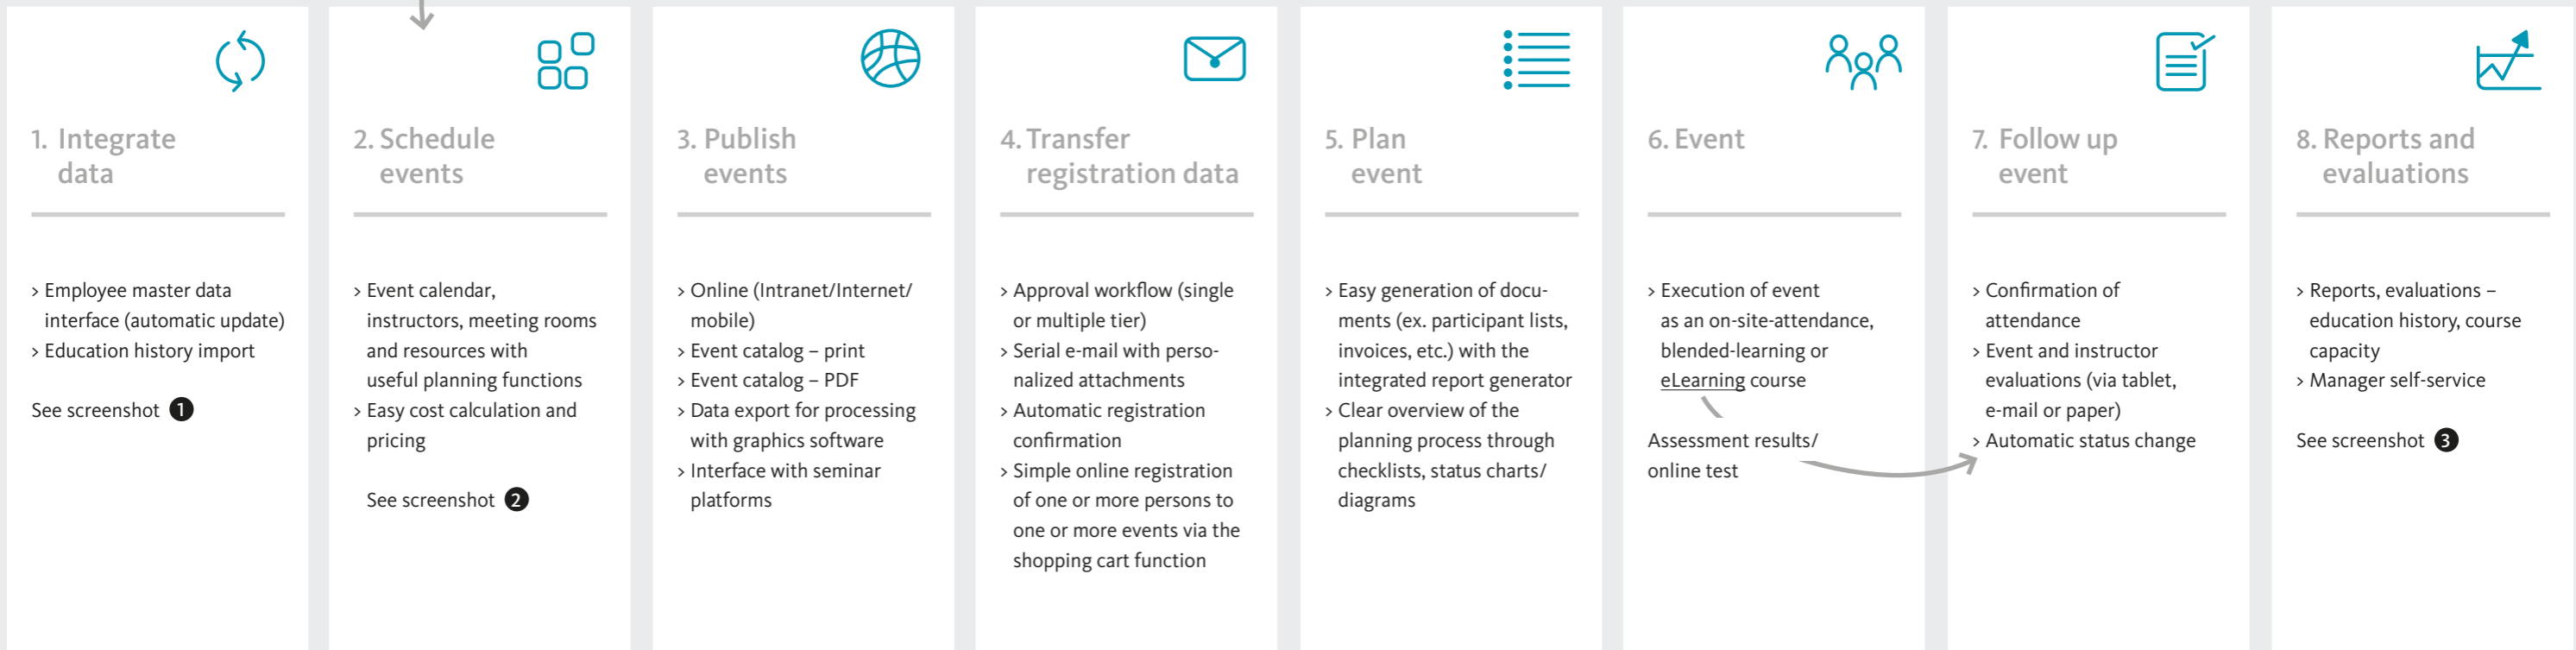 1. Integrate
data
> Employee master data
interface (automatic update)
> Education history import
See screenshot 1
2. Schedule
events
> Event calendar,
instructors, meeting rooms
and resources with
useful planning functions
> Easy cost calculation and
pricing
See screenshot 2
3. Publish
events
> Online (Intranet/Internet/
mobile)
> Event catalog – print
> Event catalog – PDF
> Data export for processing
with graphics software
> Interface with seminar
platforms
4. Transfer
registration data
> Approval workflow (single
or multiple tier)
> Serial e-mail with perso-
nalized attachments
> Automatic registration
confirmation
> Simple online registration
of one or more persons to
one or more events via the
shopping cart function
5. Plan
event
> Easy generation of docu-
ments (ex. participant lists,
invoices, etc.) with the
integrated report generator
> Clear overview of the
planning process through
checklists, status charts/
diagrams
6. Event
> Execution of event
as an on-site-attendance,
blended-learning or
eLearning course
Assessment results/
online test
7. Follow up
event
> Confirmation of
attendance
> Event and instructor
evaluations (via tablet,
e-mail or paper)
> Automatic status change
8. Reports and
evaluations
> Reports, evaluations –
education history, course
capacity
> Manager self-service
See screenshot 3